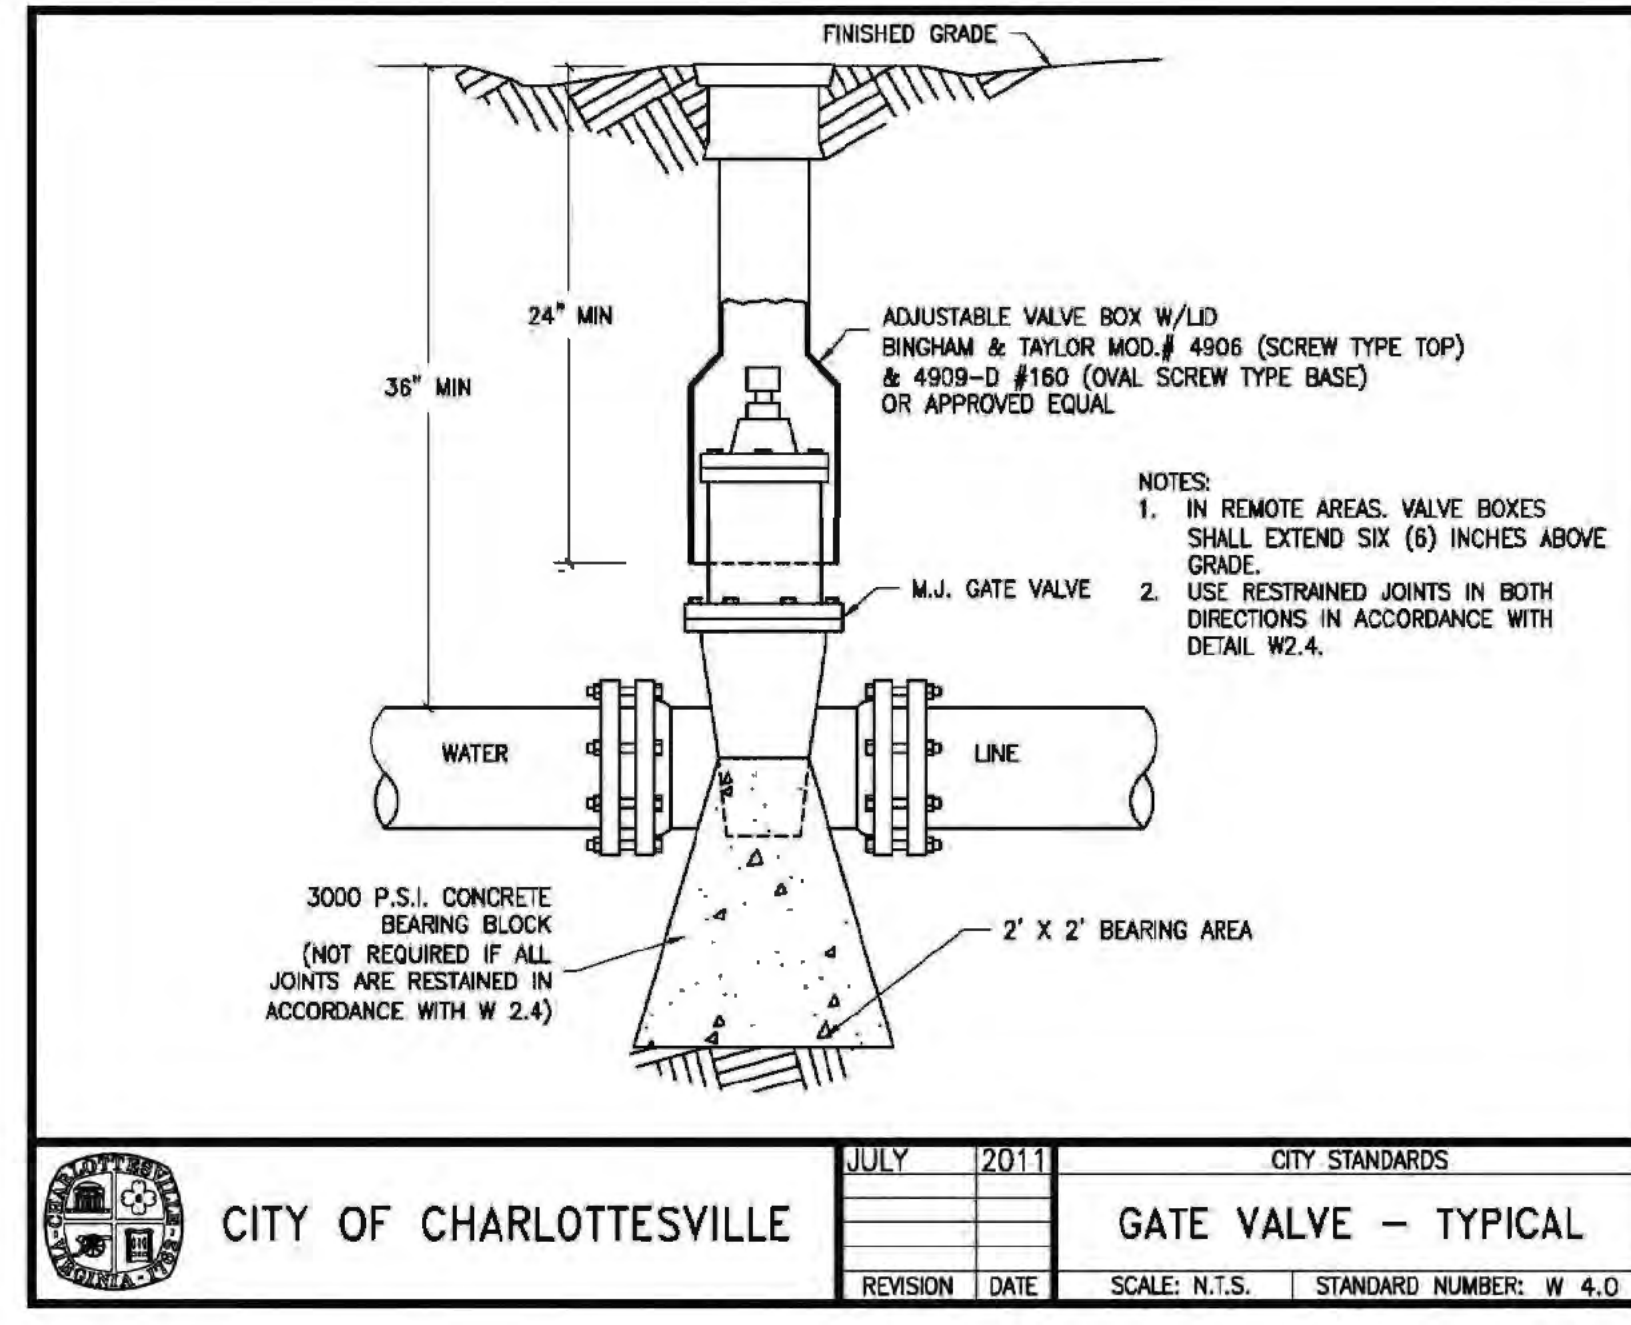 FINISHED GRADE
24" MIN
36" MIN
ADJUSTABLE VALVE BOX W/LID
BINGHAM & TAYLOR MOD.# 4906 (SCREW TYPE TOP)
& 4909-D #160 (OVAL SCREW TYPE BASE)
OR APPROVED EQUAL
NOTES:
1. IN REMOTE AREAS. VALVE BOXES
SHALL EXTEND SIX (6) INCHES ABOVE
GRADE.
2. USE RESTRAINED JOINTS IN BOTH
DIRECTIONS IN ACCORDANCE WITH
DETAIL W2.4.
M.J. GATE VALVE
WATER
LINE
3000 P.S.I. CONCRETE
BEARING BLOCK
(NOT REQUIRED IF ALL
JOINTS ARE RESTAINED IN
ACCORDANCE WITH W 2.4)
2' X 2' BEARING AREA
CHARLOTTESVILLE
VIRGINIA - 1762
CITY OF CHARLOTTESVILLE
JULY 2011
REVISION DATE
CITY STANDARDS
GATE VALVE - TYPICAL
SCALE: N.T.S.
STANDARD NUMBER: W 4.0